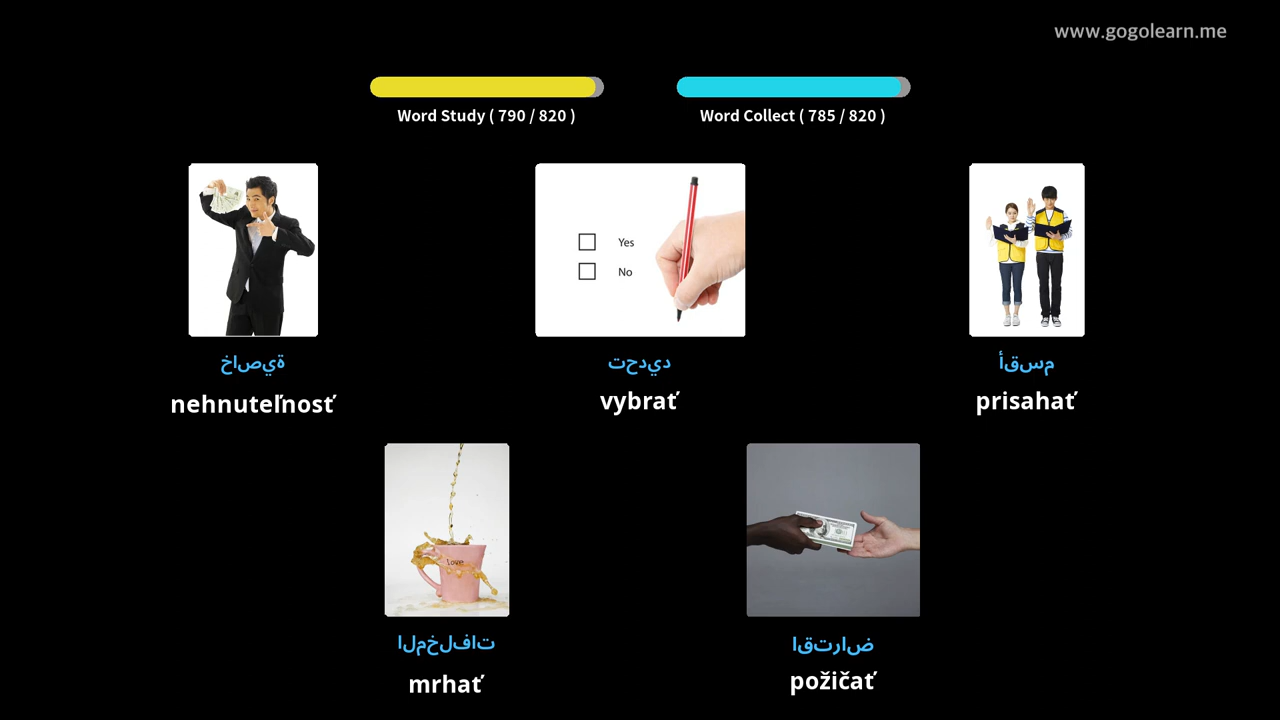 www.gogolearn.me
Word Study ( 790 / 820 )
Word Collect ( 785 / 820 )
خاصية
nehnuteľnosť
تحديد
vybrať
أقسم
prisahať
Yes
No
المخلفات
mrhať
love
اقتراض
požičať